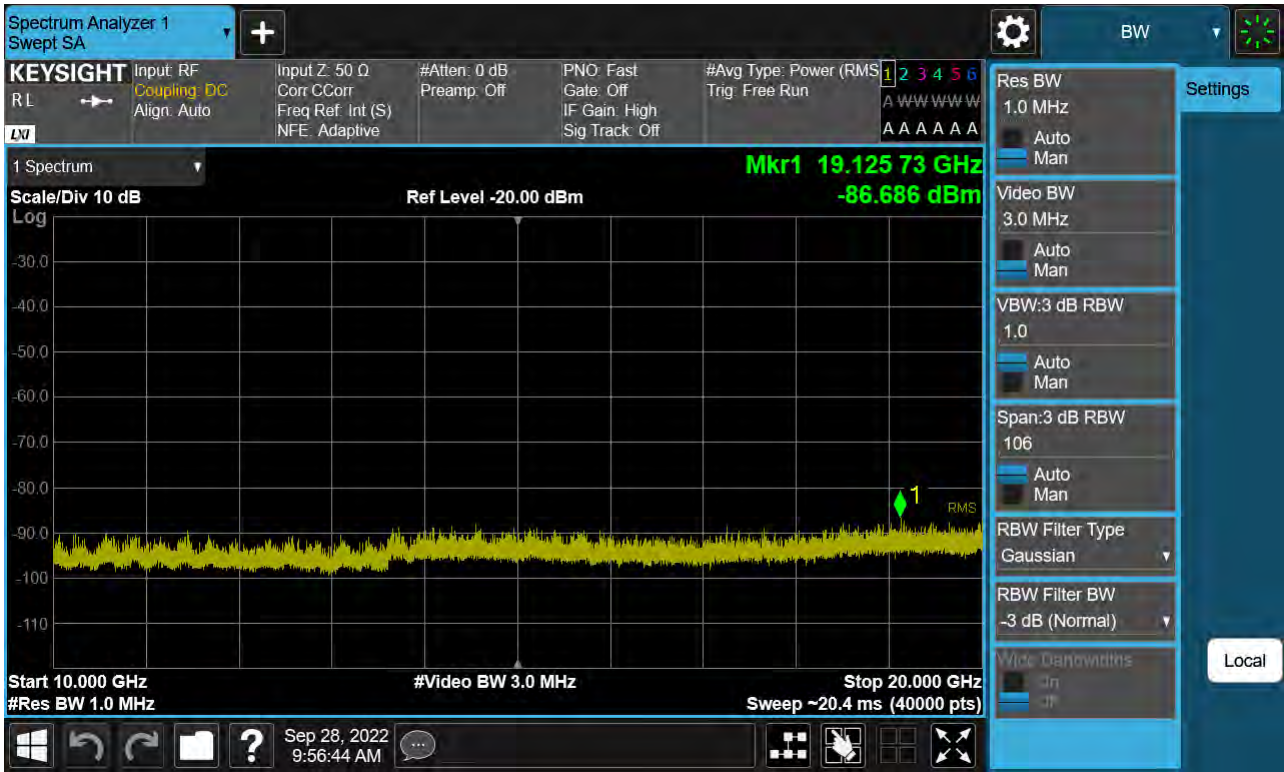 Spectrum Analyzer 1
Swept SA
+
BW
KEYSIGHT
R L
LXI
Input: RF
Coupling: DC
Align: Auto
Input Z: 50 Ω
Corr CCorr
Freq Ref: Int (S)
NFE: Adaptive
#Atten: 0 dB
Preamp: Off
PNO: Fast
Gate: Off
IF Gain: High
Sig Track: Off
#Avg Type: Power (RMS
Trig: Free Run
1 2 3 4 5 6
A W W W W W
A A A A A A
1 Spectrum
Scale/Div 10 dB
Ref Level -20.00 dBm
Mkr1 19.125 73 GHz
-86.686 dBm
Log
-30.0
-40.0
-50.0
-60.0
-70.0
-80.0
-90.0
-100
-110
1
RMS
Start 10.000 GHz
#Video BW 3.0 MHz
Stop 20.000 GHz
#Res BW 1.0 MHz
Sweep ~20.4 ms (40000 pts)
Res BW
1.0 MHz
Auto
Man
Video BW
3.0 MHz
Auto
Man
VBW:3 dB RBW
1.0
Auto
Man
Span:3 dB RBW
106
Auto
Man
RBW Filter Type
Gaussian
RBW Filter BW
-3 dB (Normal)
Settings
Local
?
Sep 28, 2022
9:56:44 AM